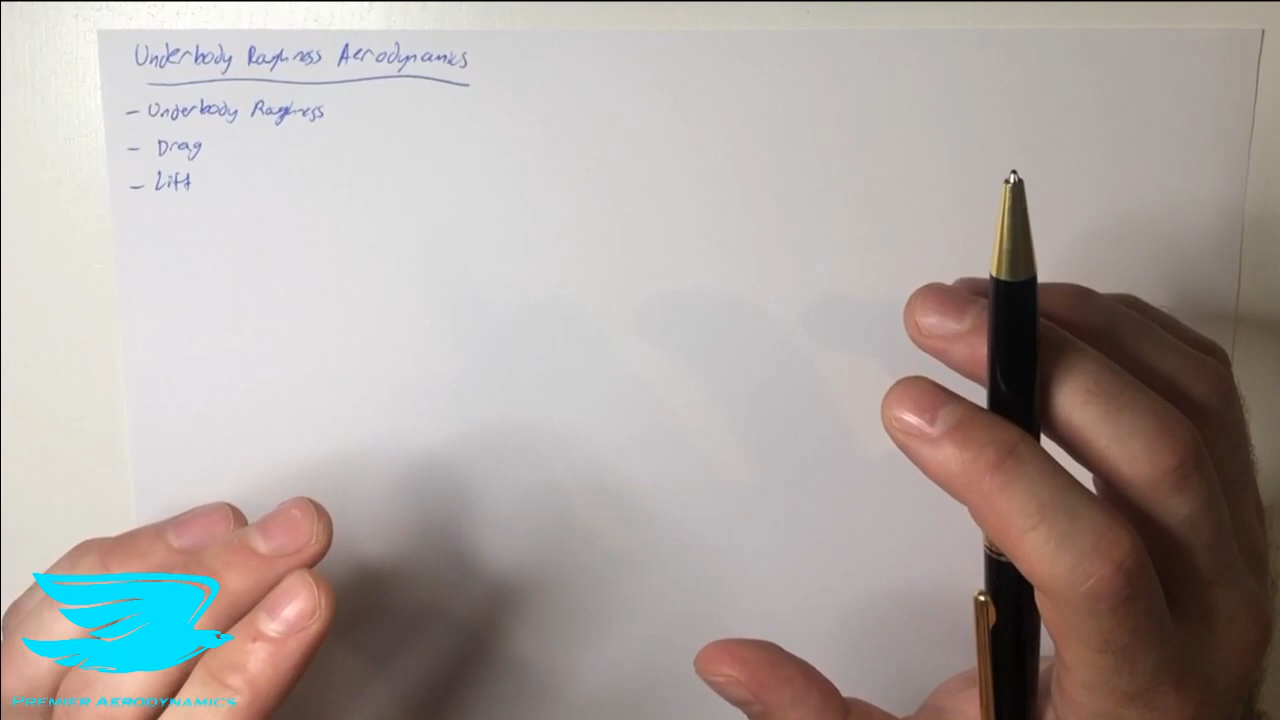 Underbody Roughness Aerodynamics
- Underbody Roughness
- Drag
- Lift
PREMIER AERODYNAMICS